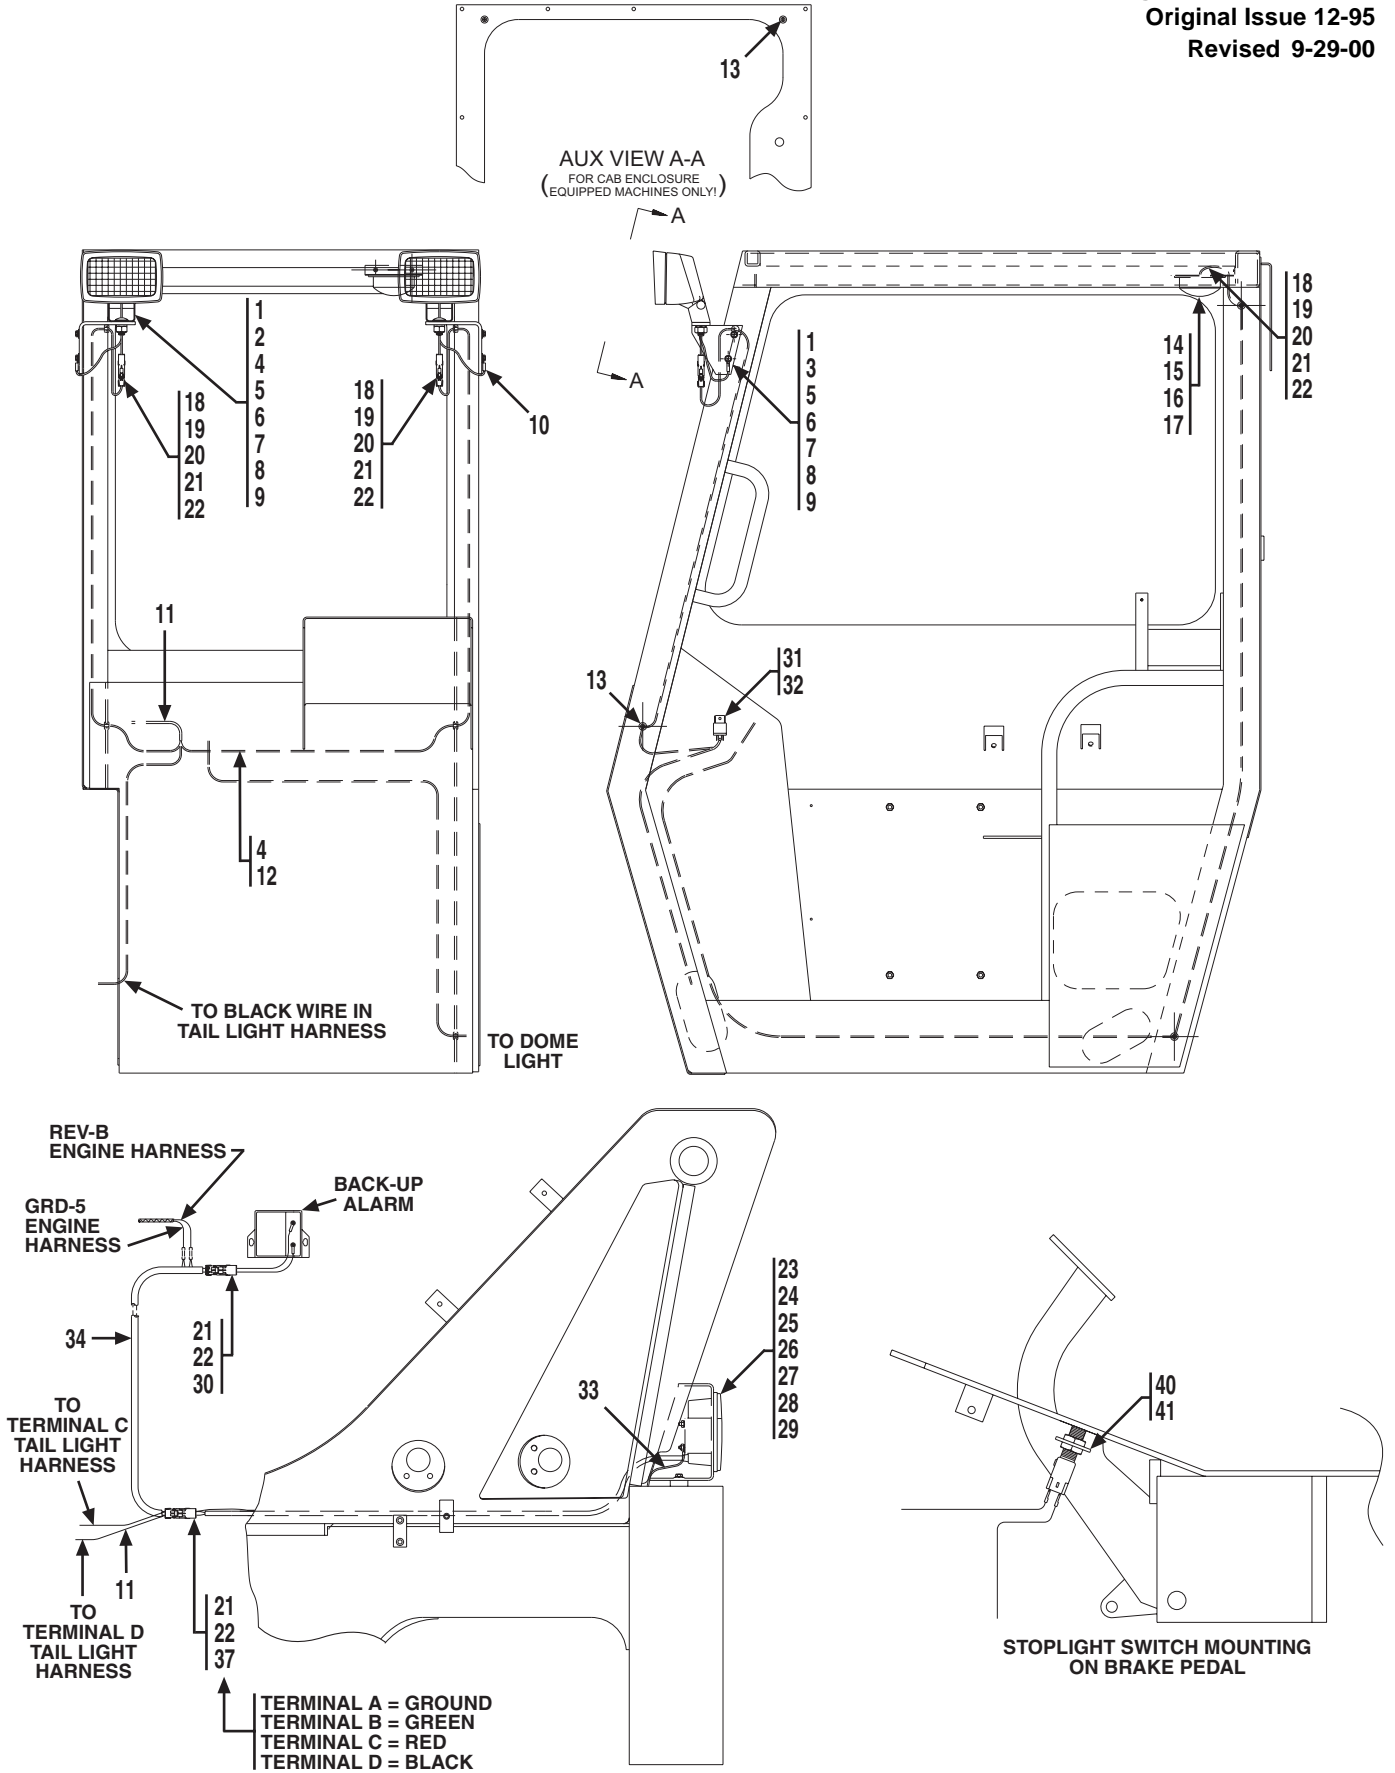 Original Issue 12-95
Revised 9-29-00
13
AUX VIEW A-A
(FOR CAB ENCLOSURE
EQUIPPED MACHINES ONLY!)
A
A
1
2
4
5
6
7
8
9
18
19
20
21
22
18
19
20
21
22
10
1
3
5
6
7
8
9
14
15
16
17
18
19
20
21
22
11
13
31
32
4
12
TO BLACK WIRE IN
TAIL LIGHT HARNESS
TO DOME
LIGHT
REV-B
ENGINE HARNESS
GRD-5
ENGINE
HARNESS
BACK-UP
ALARM
34
21
22
30
23
24
25
26
27
28
29
33
40
41
TO
TERMINAL C
TAIL LIGHT
HARNESS
11
TO
TERMINAL D
TAIL LIGHT
HARNESS
21
22
37
TERMINAL A = GROUND
TERMINAL B = GREEN
TERMINAL C = RED
TERMINAL D = BLACK
STOPLIGHT SWITCH MOUNTING
ON BRAKE PEDAL